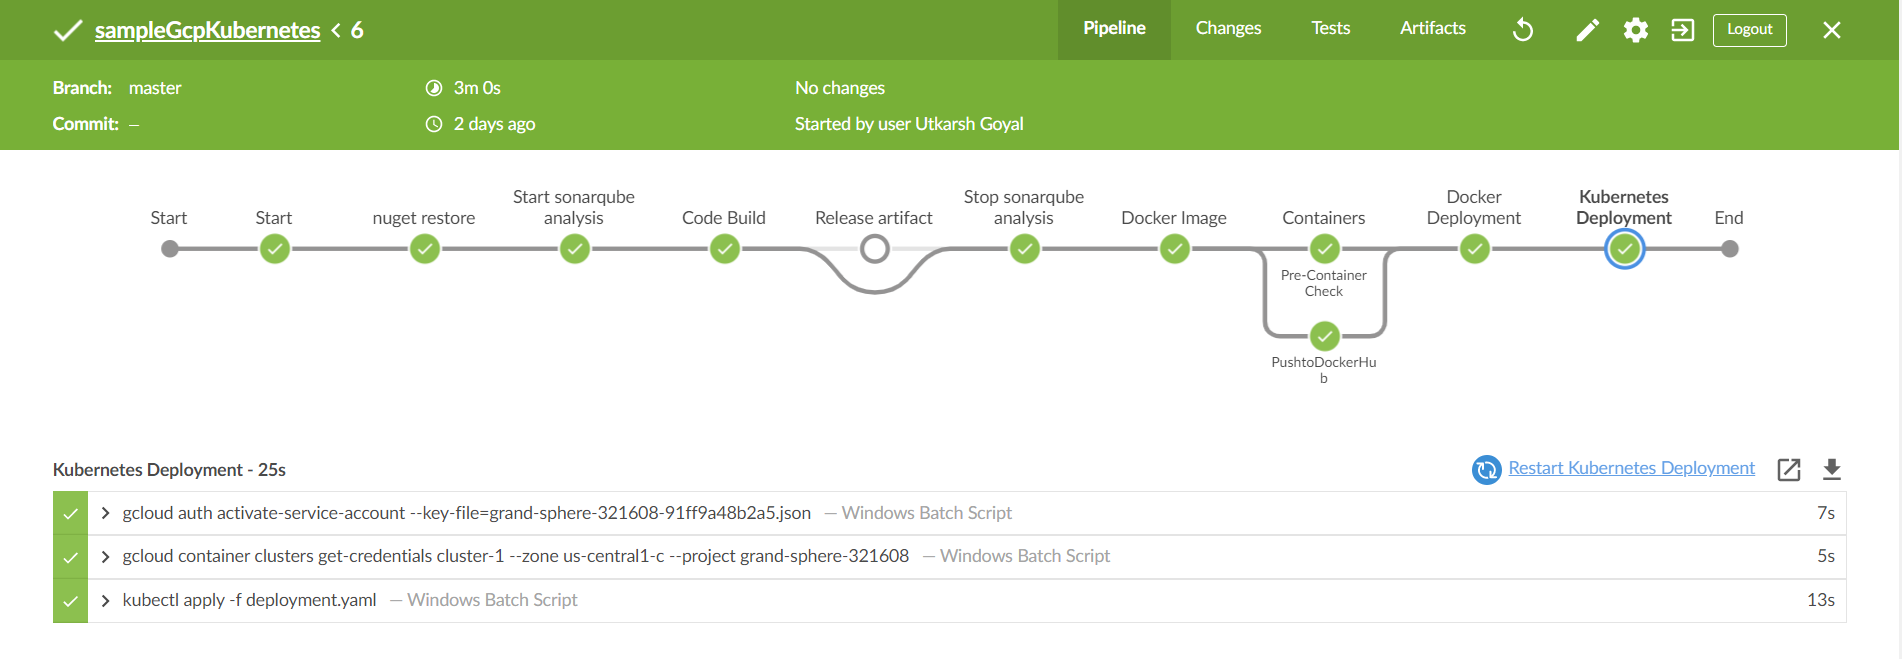 sampleGcpKubernetes < 6
Pipeline
Changes
Tests
Artifacts
Logout
Branch: master
3m 0s
No changes
Commit: –
2 days ago
Started by user Utkarsh Goyal
Start
Start
nuget restore
Start sonarqube
analysis
Code Build
Release artifact
Stop sonarqube
analysis
Docker Image
Containers
Docker
Deployment
Kubernetes
Deployment
End
Pre-Container
Check
PushtoDockerHu
b
Kubernetes Deployment - 25s
Restart Kubernetes Deployment
gcloud auth activate-service-account --key-file=grand-sphere-321608-91ff9a48b2a5.json — Windows Batch Script 7s
gcloud container clusters get-credentials cluster-1 --zone us-central1-c --project grand-sphere-321608 — Windows Batch Script 5s
kubectl apply -f deployment.yaml — Windows Batch Script 13s